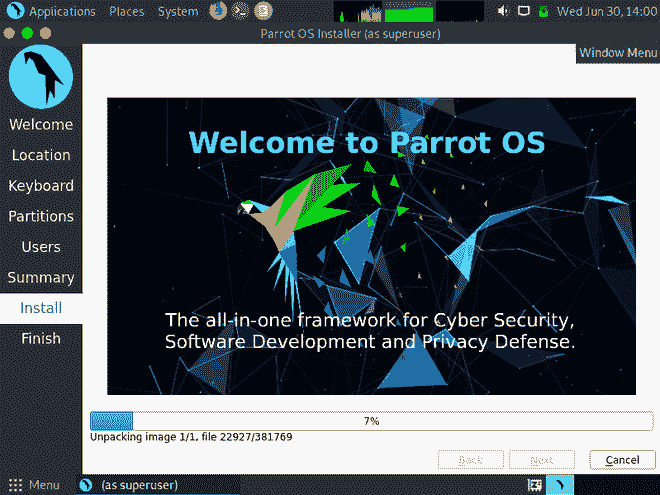 Applications Places System Wed Jun 30, 14:00
Parrot OS Installer (as superuser)
Window Menu
Welcome
Location
Keyboard
Partitions
Users
Summary
Install
Finish
Welcome to Parrot OS
The all-in-one framework for Cyber Security,
Software Development and Privacy Defense.
7%
Unpacking image 1/1, file 22927/381769
Back Next Cancel
Menu (as superuser)